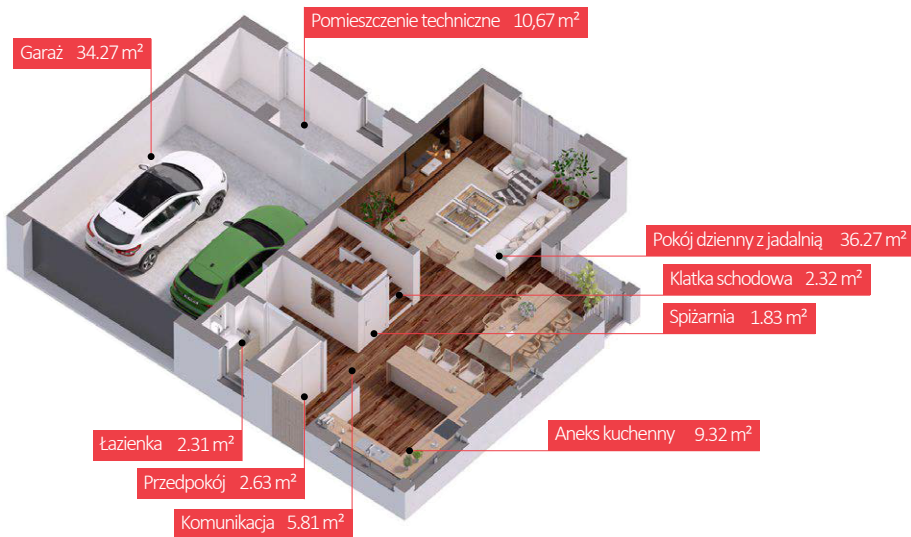 Pomieszczenie techniczne 10,67 m²
Garaż 34.27 m²
Pokój dzienny z jadalnią 36.27 m²
Klatka schodowa 2.32 m²
Spiżarnia 1.83 m²
Aneks kuchenny 9.32 m²
Łazienka 2.31 m²
Przedpokój 2.63 m²
Komunikacja 5.81 m²